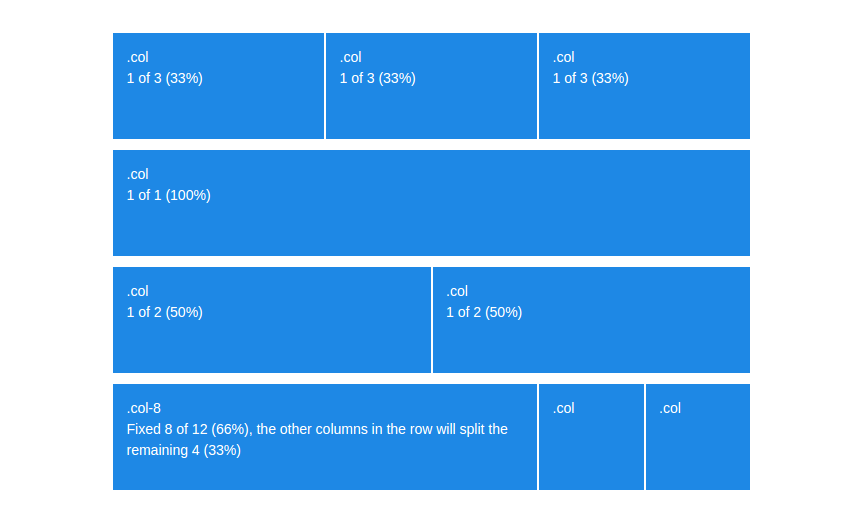 .col
1 of 3 (33%)
.col
1 of 3 (33%)
.col
1 of 3 (33%)
.col
1 of 1 (100%)
.col
1 of 2 (50%)
.col
1 of 2 (50%)
.col-8
Fixed 8 of 12 (66%), the other columns in the row will split the
remaining 4 (33%)
.col
.col